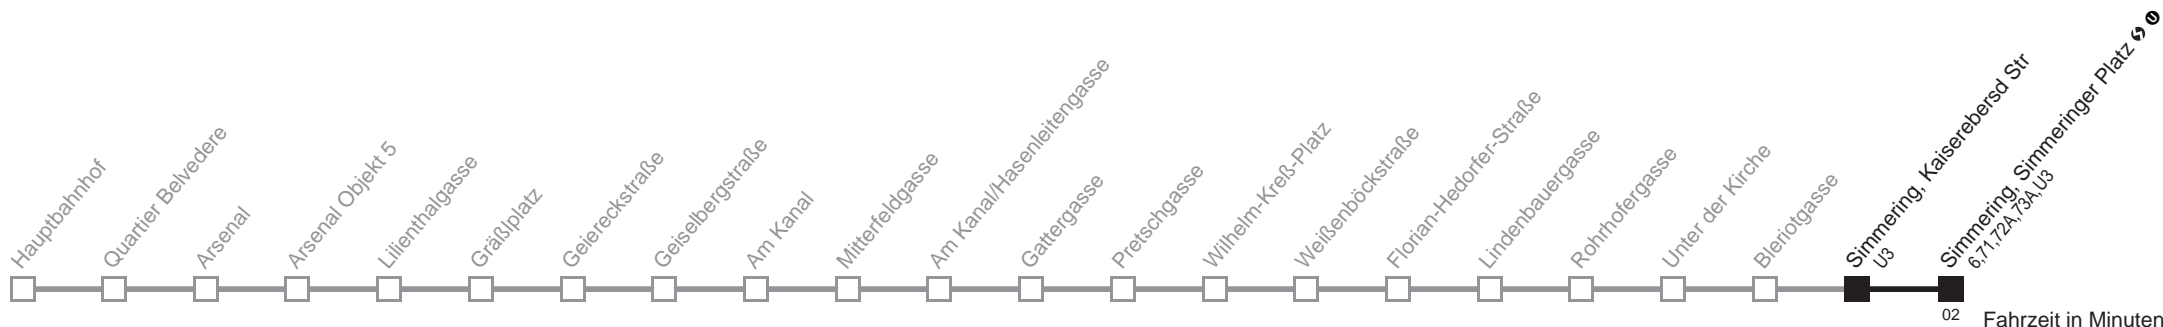 Hauptbahnhof
Quartier Belvedere
Arsenal
Arsenal Objekt 5
Lilienthalgasse
Gräßlplatz
Geiereckstraße
Geiselbergstraße
Am Kanal
Mitterfeldgasse
Am Kanal/Hasenleitengasse
Gattergasse
Pretschgasse
Wilhelm-Kreß-Platz
Weißenböckstraße
Florian-Hedorfer-Straße
Lindenbauergasse
Rohrhofergasse
Unter der Kirche
Bleriotgasse
Simmering, Kaiserebersd Str
U3
Simmering, Simmeringer Platz S U
6,71,72A,73A,U3
02
Fahrzeit in Minuten